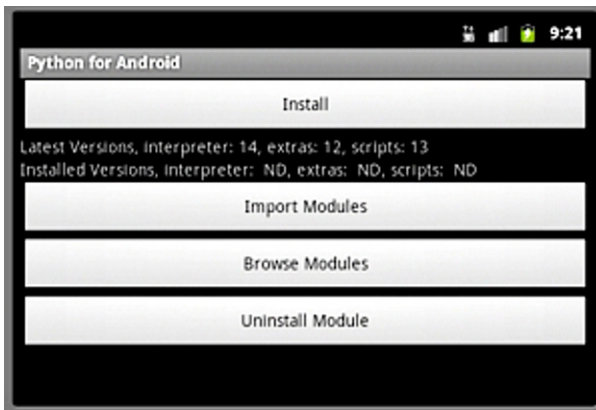 9:21
Python for Android
Install
Latest Versions, interpreter: 14, extras: 12, scripts: 13
Installed Versions, interpreter: ND, extras: ND, scripts: ND
Import Modules
Browse Modules
Uninstall Module